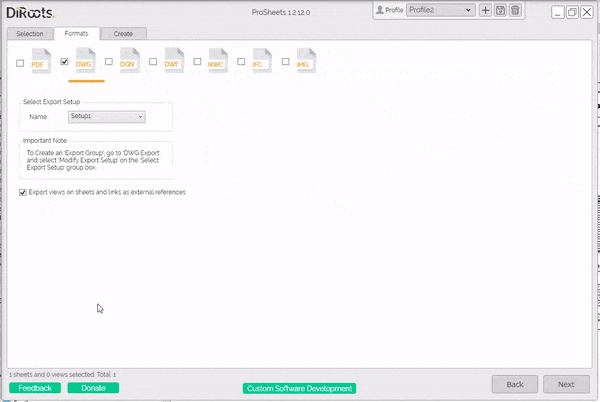 DiRoots.
ProSheets 1.2.12.0
Profile
Profile2
Selection
Formats
Create
PDF
DWG
DGN
DWF
NWC
IFC
IMG
Select Export Setup
Name
Setup1
Important Note
To Create an 'Export Group', go to 'DWG Export'
and select 'Modify Export Setup' on the 'Select
Export Setup' group box.
Export views on sheets and links as external references
1 sheets and 0 views selected. Total: 1
Feedback
Donate
Custom Software Development
Back
Next